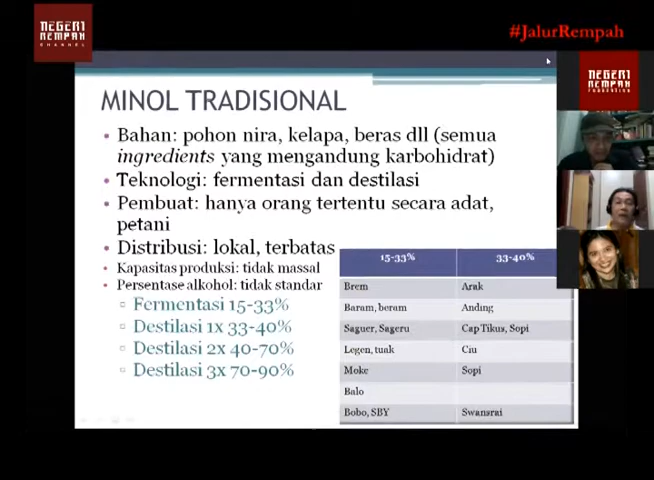 NEGERI
REMPAH
CHANNEL
#JalurRempah
NEGERI
REMPAH
FOUNDATION
MINOL TRADISIONAL
• Bahan: pohon nira, kelapa, beras dll (semua
ingredients yang mengandung karbohidrat)
• Teknologi: fermentasi dan destilasi
• Pembuat: hanya orang tertentu secara adat,
petani
• Distribusi: lokal, terbatas
• Kapasitas produksi: tidak massal
• Persentase alkohol: tidak standar
▫ Fermentasi 15-33%
▫ Destilasi 1x 33-40%
▫ Destilasi 2x 40-70%
▫ Destilasi 3x 70-90%
15-33% 33-40%
Brem Arak
Baram, beram Anding
Saguer, Sageru Cap Tikus, Sopi
Legen, tuak Ciu
Moke Sopi
Balo
Bobo, SBY Swansrai